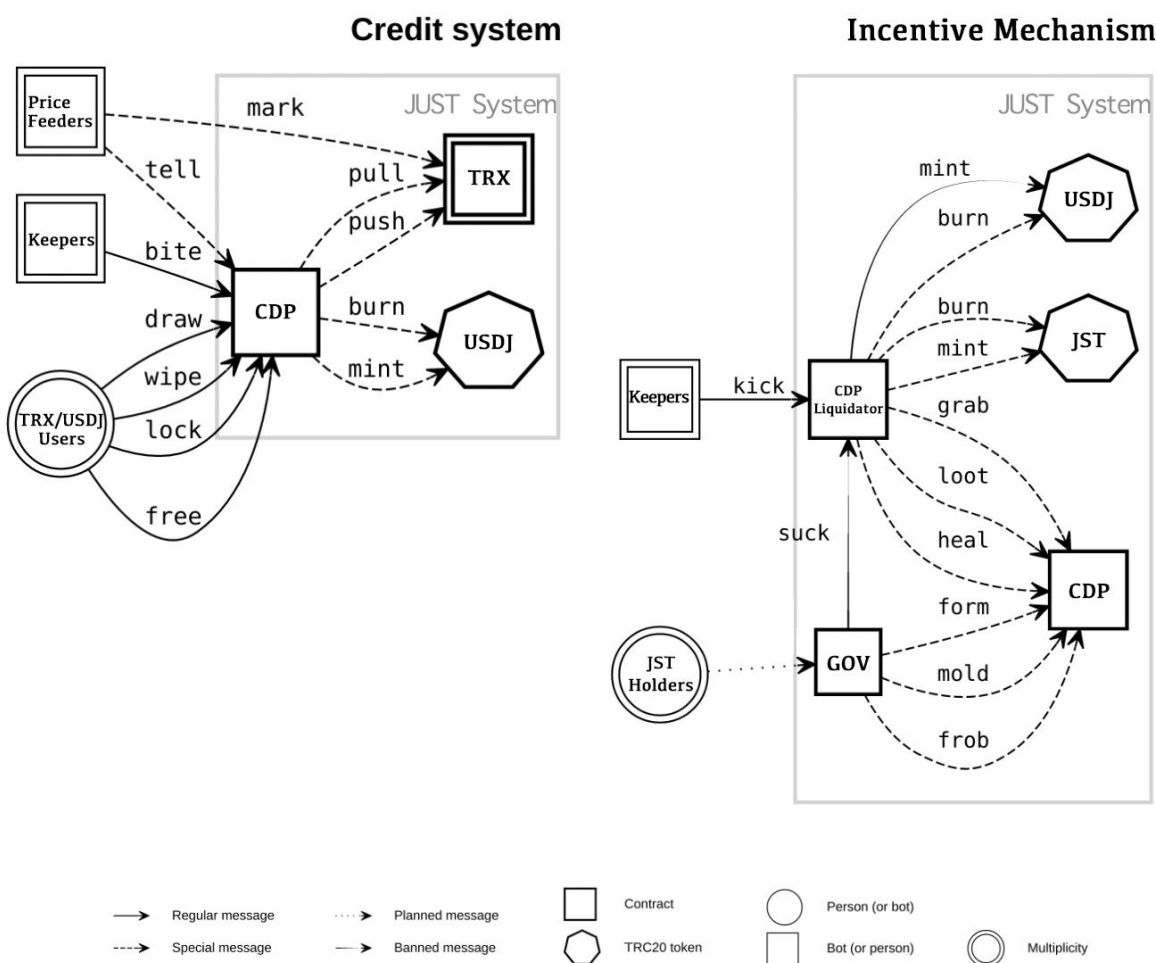 Credit system
Incentive Mechanism
JUST System
Price
Feeders
mark
tell
pull
push
TRX
Keepers
bite
CDP
burn
mint
USDJ
draw
wipe
lock
free
TRX/USDJ
Users
JUST System
mint
burn
USDJ
burn
mint
JST
Keepers
kick
CDP
Liquidator
grab
loot
heal
suck
CDP
form
mold
frob
GOV
JST
Holders
Regular message
Planned message
Contract
Person (or bot)
Special message
Banned message
TRC20 token
Bot (or person)
Multiplicity